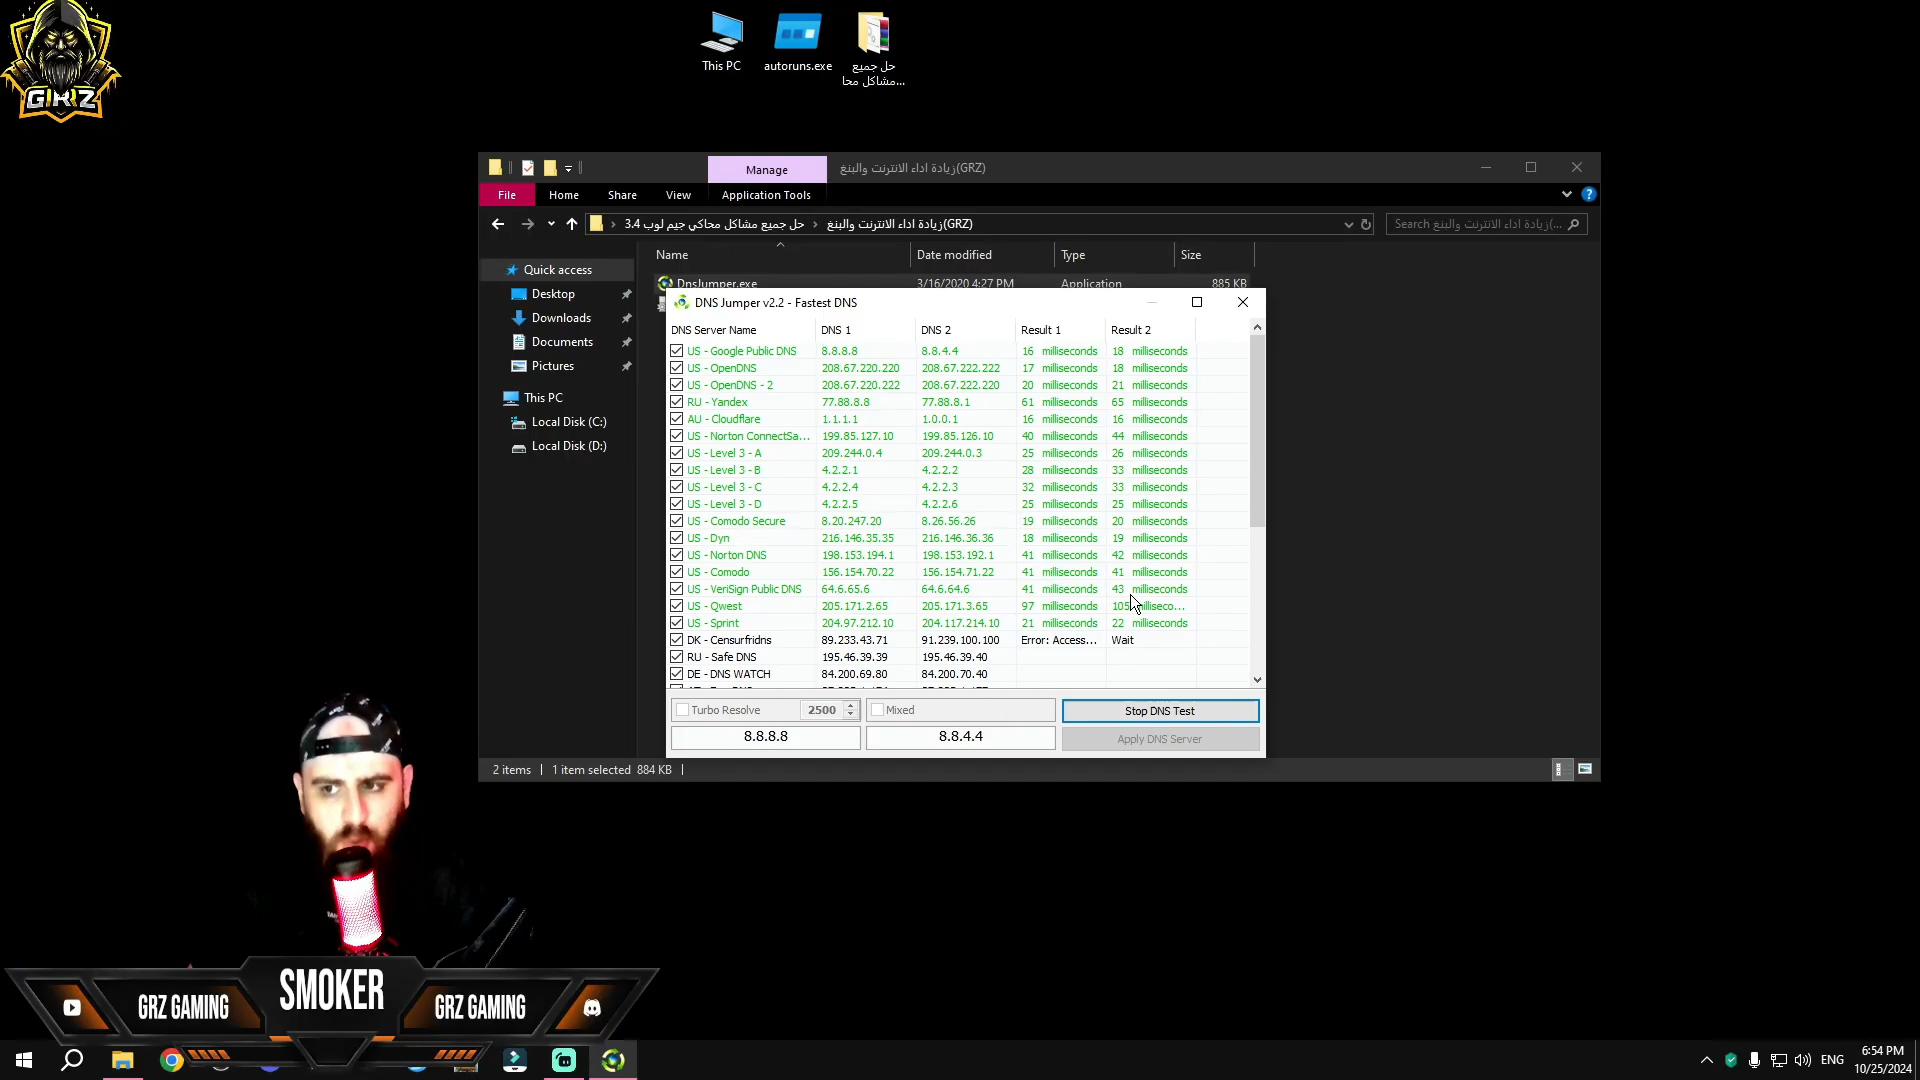 GRZ
This PC
autoruns.exe
حل جميع
مشاكل محا...
Manage
زيادة اداء الانترنت والبنغ(GRZ)
File
Home
Share
View
Application Tools
حل جميع مشاكل محاكي جيم لوب 3.4
زيادة اداء الانترنت والبنغ(GRZ)
Search زيادة اداء الانترنت والبنغ(...
Name
Date modified
Type
Size
Quick access
Desktop
Downloads
Documents
Pictures
This PC
Local Disk (C:)
Local Disk (D:)
DnsJumper.exe 3/16/2020 4:27 PM Application 885 KB
DNS Jumper v2.2 - Fastest DNS
DNS Server Name DNS 1 DNS 2 Result 1 Result 2
US - Google Public DNS 8.8.8.8 8.8.4.4 16 milliseconds 18 milliseconds
US - OpenDNS 208.67.220.220 208.67.222.222 17 milliseconds 18 milliseconds
US - OpenDNS - 2 208.67.220.222 208.67.222.220 20 milliseconds 21 milliseconds
RU - Yandex 77.88.8.8 77.88.8.1 61 milliseconds 65 milliseconds
AU - Cloudflare 1.1.1.1 1.0.0.1 16 milliseconds 16 milliseconds
US - Norton ConnectSa... 199.85.127.10 199.85.126.10 40 milliseconds 44 milliseconds
US - Level 3 - A 209.244.0.4 209.244.0.3 25 milliseconds 26 milliseconds
US - Level 3 - B 4.2.2.1 4.2.2.2 28 milliseconds 33 milliseconds
US - Level 3 - C 4.2.2.4 4.2.2.3 32 milliseconds 33 milliseconds
US - Level 3 - D 4.2.2.5 4.2.2.6 25 milliseconds 25 milliseconds
US - Comodo Secure 8.20.247.20 8.26.56.26 19 milliseconds 20 milliseconds
US - Dyn 216.146.35.35 216.146.36.36 18 milliseconds 19 milliseconds
US - Norton DNS 198.153.194.1 198.153.192.1 41 milliseconds 42 milliseconds
US - Comodo 156.154.70.22 156.154.71.22 41 milliseconds 41 milliseconds
US - VeriSign Public DNS 64.6.65.6 64.6.64.6 41 milliseconds 43 milliseconds
US - Qwest 205.171.2.65 205.171.3.65 97 milliseconds 105 milliseco...
US - Sprint 204.97.212.10 204.117.214.10 21 milliseconds 22 milliseconds
DK - Censurfridns 89.233.43.71 91.239.100.100 Error: Access... Wait
RU - Safe DNS 195.46.39.39 195.46.39.40
DE - DNS WATCH 84.200.69.80 84.200.70.40
Turbo Resolve 2500 Mixed Stop DNS Test
8.8.8.8 8.8.4.4 Apply DNS Server
2 items 1 item selected 884 KB
GRZ GAMING SMOKER GRZ GAMING
ENG 6:54 PM
10/25/2024